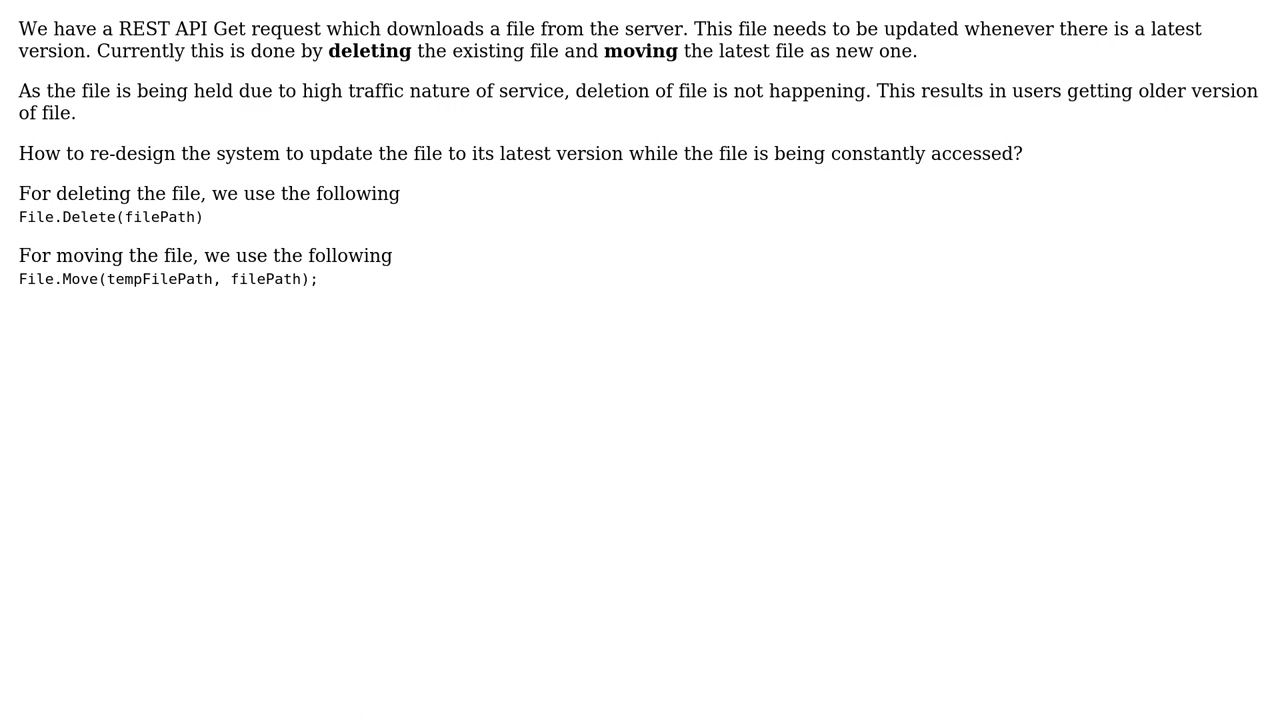 We have a REST API Get request which downloads a file from the server. This file needs to be updated whenever there is a latest
version. Currently this is done by deleting the existing file and moving the latest file as new one.
As the file is being held due to high traffic nature of service, deletion of file is not happening. This results in users getting older version
of file.
How to re-design the system to update the file to its latest version while the file is being constantly accessed?
For deleting the file, we use the following
File.Delete(filePath)
For moving the file, we use the following
File.Move(tempFilePath, filePath);